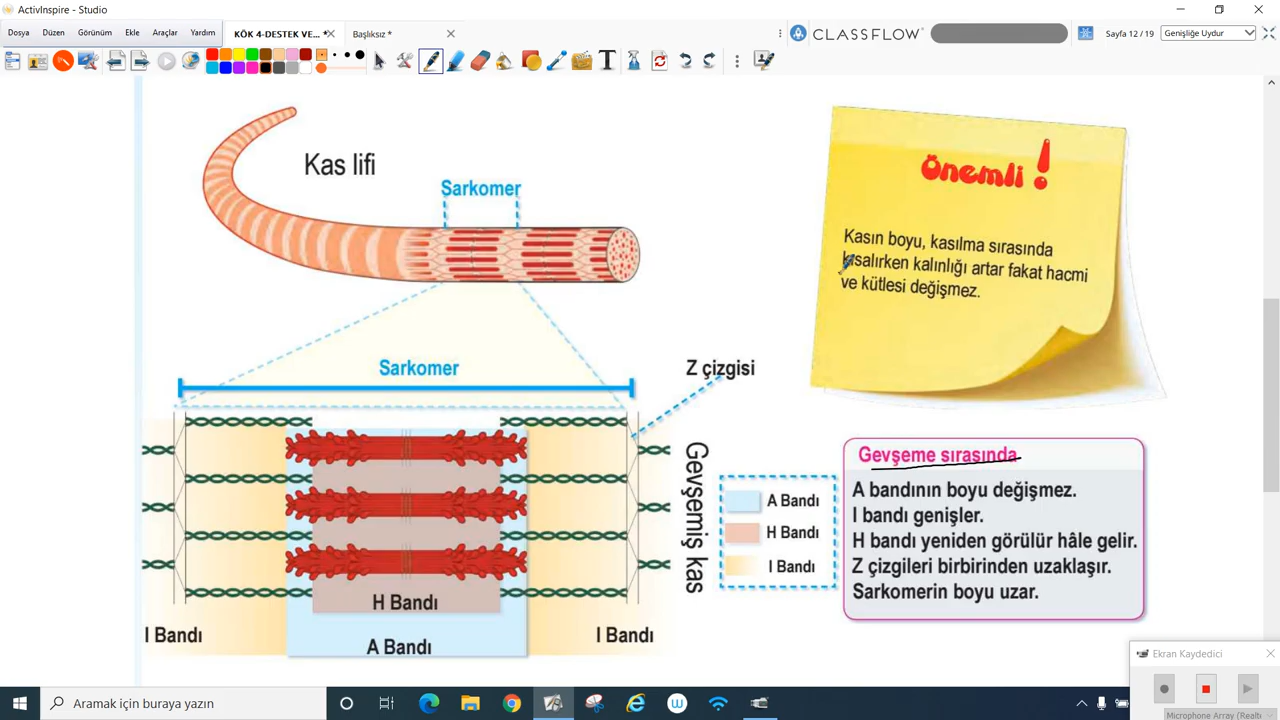 ActivInspire - Studio
Dosya Düzen Görünüm Ekle Araçlar Yardım
KÖK 4-DESTEK VE... *
Başlıksız *
CLASSFLOW
Sayfa 12 / 19
Genişliğe Uydur
Kas lifi
Sarkomer
Önemli!
Kasın boyu, kasılma sırasında
kısalırken kalınlığı artar fakat hacmi
ve kütlesi değişmez.
Sarkomer
Z çizgisi
Gevşemiş kas
H Bandı
I Bandı
A Bandı
I Bandı
A Bandı
H Bandı
I Bandı
Gevşeme sırasında
A bandının boyu değişmez.
I bandı genişler.
H bandı yeniden görülür hâle gelir.
Z çizgileri birbirinden uzaklaşır.
Sarkomerin boyu uzar.
Ekran Kaydedici
Microphone Array (Realte
Aramak için buraya yazın